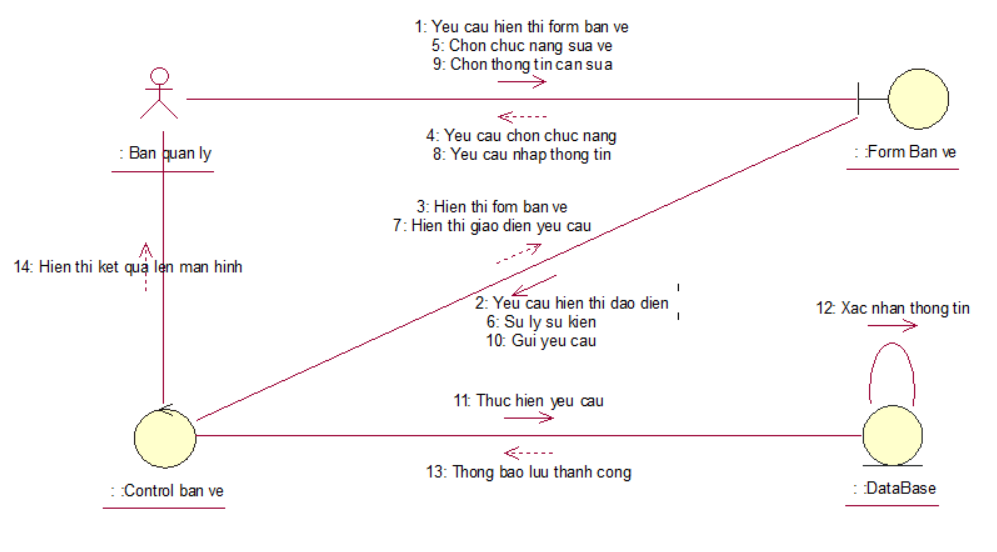 1: Yeu cau hien thi form ban ve
5: Chon chuc nang sua ve
9: Chon thong tin can sua
4: Yeu cau chon chuc nang
8: Yeu cau nhap thong tin
: Ban quan ly
: :Form Ban ve
3: Hien thi fom ban ve
7: Hien thi giao dien yeu cau
14: Hien thi ket qua len man hinh
2: Yeu cau hien thi dao dien
6: Su ly su kien
10: Gui yeu cau
12: Xac nhan thong tin
11: Thuc hien yeu cau
13: Thong bao luu thanh cong
: :Control ban ve
: :DataBase